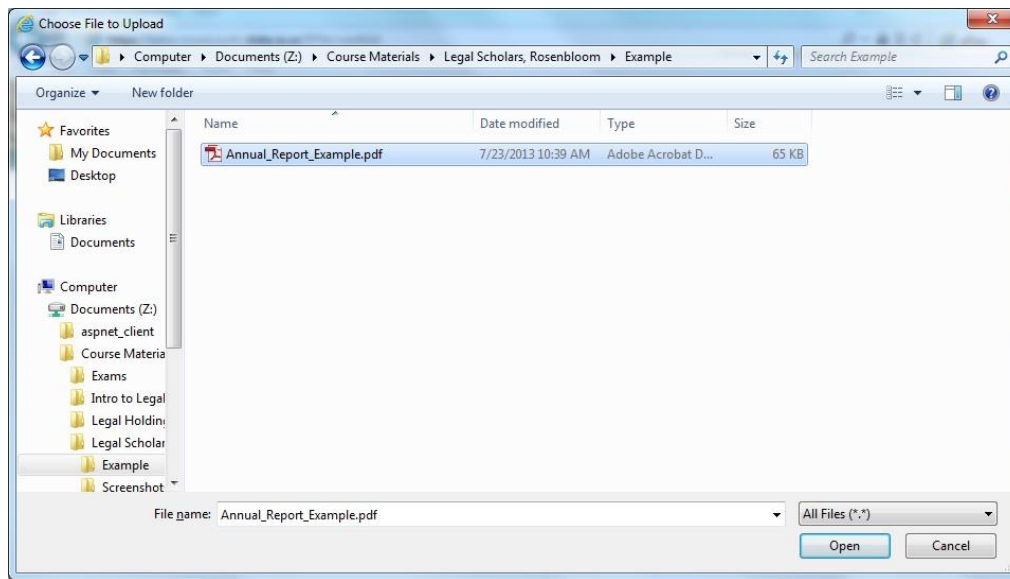 Choose File to Upload
Computer Documents (Z:) Course Materials Legal Scholars, Rosenbloom Example Search Example
Organize New folder
Name Date modified Type Size
Annual_Report_Example.pdf 7/23/2013 10:39 AM Adobe Acrobat D... 65 KB
Favorites
My Documents
Desktop
Libraries
Documents
Computer
Documents (Z:)
aspnet_client
Course Materia
Exams
Intro to Legal
Legal Holdin
Legal Scholar
Example
Screenshot
File name: Annual_Report_Example.pdf All Files (*.*)
Open Cancel